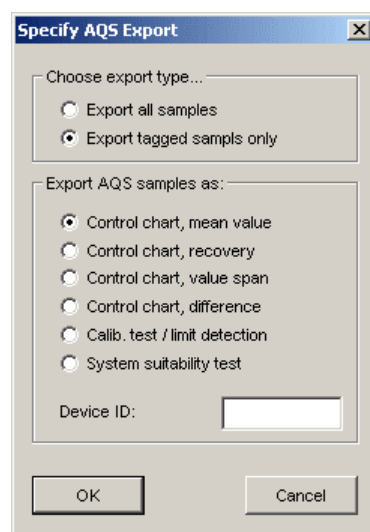 Specify AQS Export
Choose export type...
Export all samples
Export tagged sampls only
Export AQS samples as:
Control chart, mean value
Control chart, recovery
Control chart, value span
Control chart, difference
Calib. test / limit detection
System suitability test
Device ID:
OK
Cancel